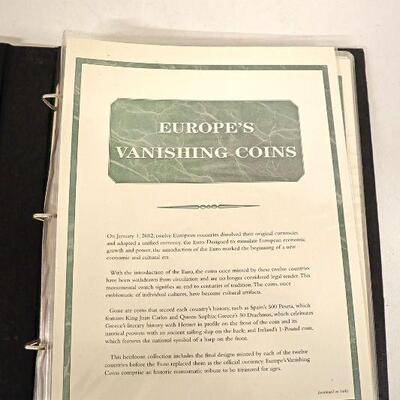 EUROPE'S
VANISHING COINS
On January 1, 2002, twelve European countries dissolved their original currencies
and adopted a unified currency, the Euro. Designed to stimulate European economic
growth and power, the introduction of the Euro marked the beginning of a new
economic and cultural era.
With the introduction of the Euro, the coins once minted by these twelve countries
have been withdrawn from circulation and are no longer considered legal tender. This
monumental switch signifies an end to centuries of tradition. The coins, once
emblematic of individual cultures, have become cultural artifacts.
Gone are coins that record each country's history, such as Spain's 500 Peseta, which
features King Juan Carlos and Queen Sophia; Greece's 50 Drachmas, which celebrates
Greece's literary history with Homer in profile on the front of the coin and its
nautical prowess with an ancient sailing ship on the back; and Ireland's 1-Pound coin,
which features the national symbol of a harp on the front.
This heirloom collection includes the final designs minted by each of the twelve
countries before the Euro replaced them as the official currency. Europe's Vanishing
Coins comprise an historic numismatic tribute to be treasured for ages.
(continued on back)